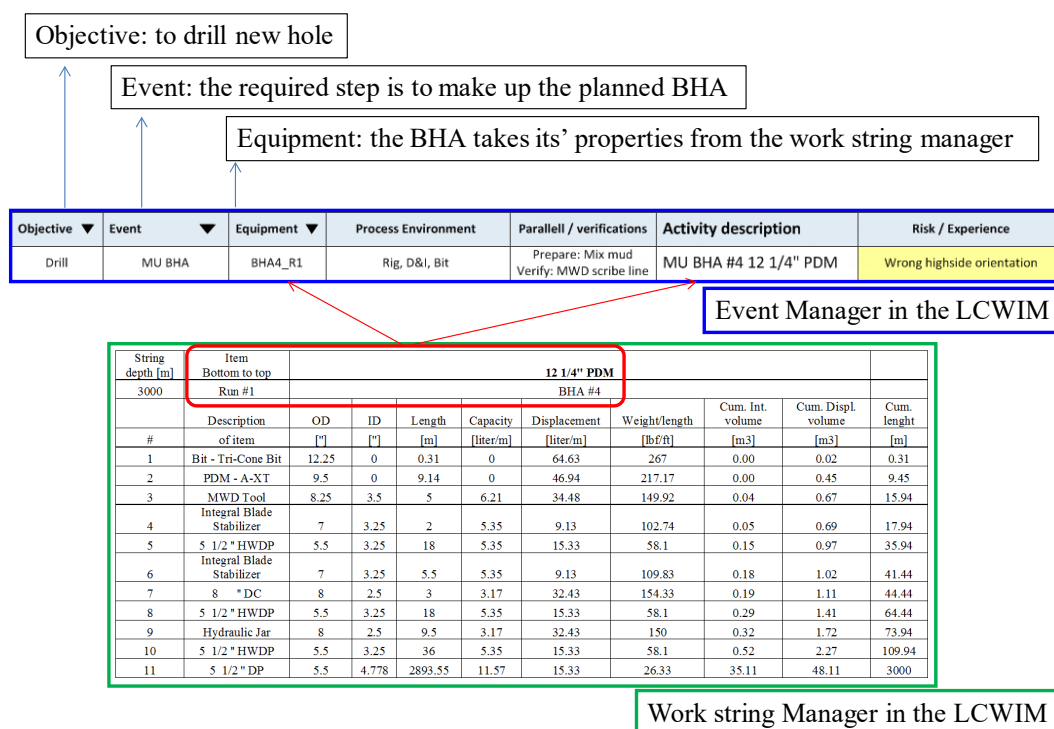 Objective: to drill new hole
Event: the required step is to make up the planned BHA
Equipment: the BHA takes its' properties from the work string manager
Objective ▼ Event ▼ Equipment ▼ Process Environment Parallell / verifications Activity description Risk / Experience
Drill MU BHA BHA4_R1 Rig, D&I, Bit Prepare: Mix mud MU BHA #4 12 1/4" PDM Wrong highside orientation
Verify: MWD scribe line
Event Manager in the LCWIM
String Item
depth [m] Bottom to top 12 1/4" PDM
3000 Run #1 BHA #4
Description OD ID Length Capacity Displacement Weight/length Cum. Int. Cum. Displ. Cum.
volume volume lenght
# of item ["] ["] [m] [liter/m] [liter/m] [lbf/ft] [m3] [m3] [m]
1 Bit - Tri-Cone Bit 12.25 0 0.31 0 64.63 267 0.00 0.02 0.31
2 PDM - A-XT 9.5 0 9.14 0 46.94 217.17 0.00 0.45 9.45
3 MWD Tool 8.25 3.5 5 6.21 34.48 149.92 0.04 0.67 15.94
Integral Blade
4 Stabilizer 7 3.25 2 5.35 9.13 102.74 0.05 0.69 17.94
5 5 1/2 " HWDP 5.5 3.25 18 5.35 15.33 58.1 0.15 0.97 35.94
Integral Blade
6 Stabilizer 7 3.25 5.5 5.35 9.13 109.83 0.18 1.02 41.44
7 8 " DC 8 2.5 3 3.17 32.43 154.33 0.19 1.11 44.44
8 5 1/2 " HWDP 5.5 3.25 18 5.35 15.33 58.1 0.29 1.41 64.44
9 Hydraulic Jar 8 2.5 9.5 3.17 32.43 150 0.32 1.72 73.94
10 5 1/2 " HWDP 5.5 3.25 36 5.35 15.33 58.1 0.52 2.27 109.94
11 5 1/2 " DP 5.5 4.778 2893.55 11.57 15.33 26.33 35.11 48.11 3000
Work string Manager in the LCWIM